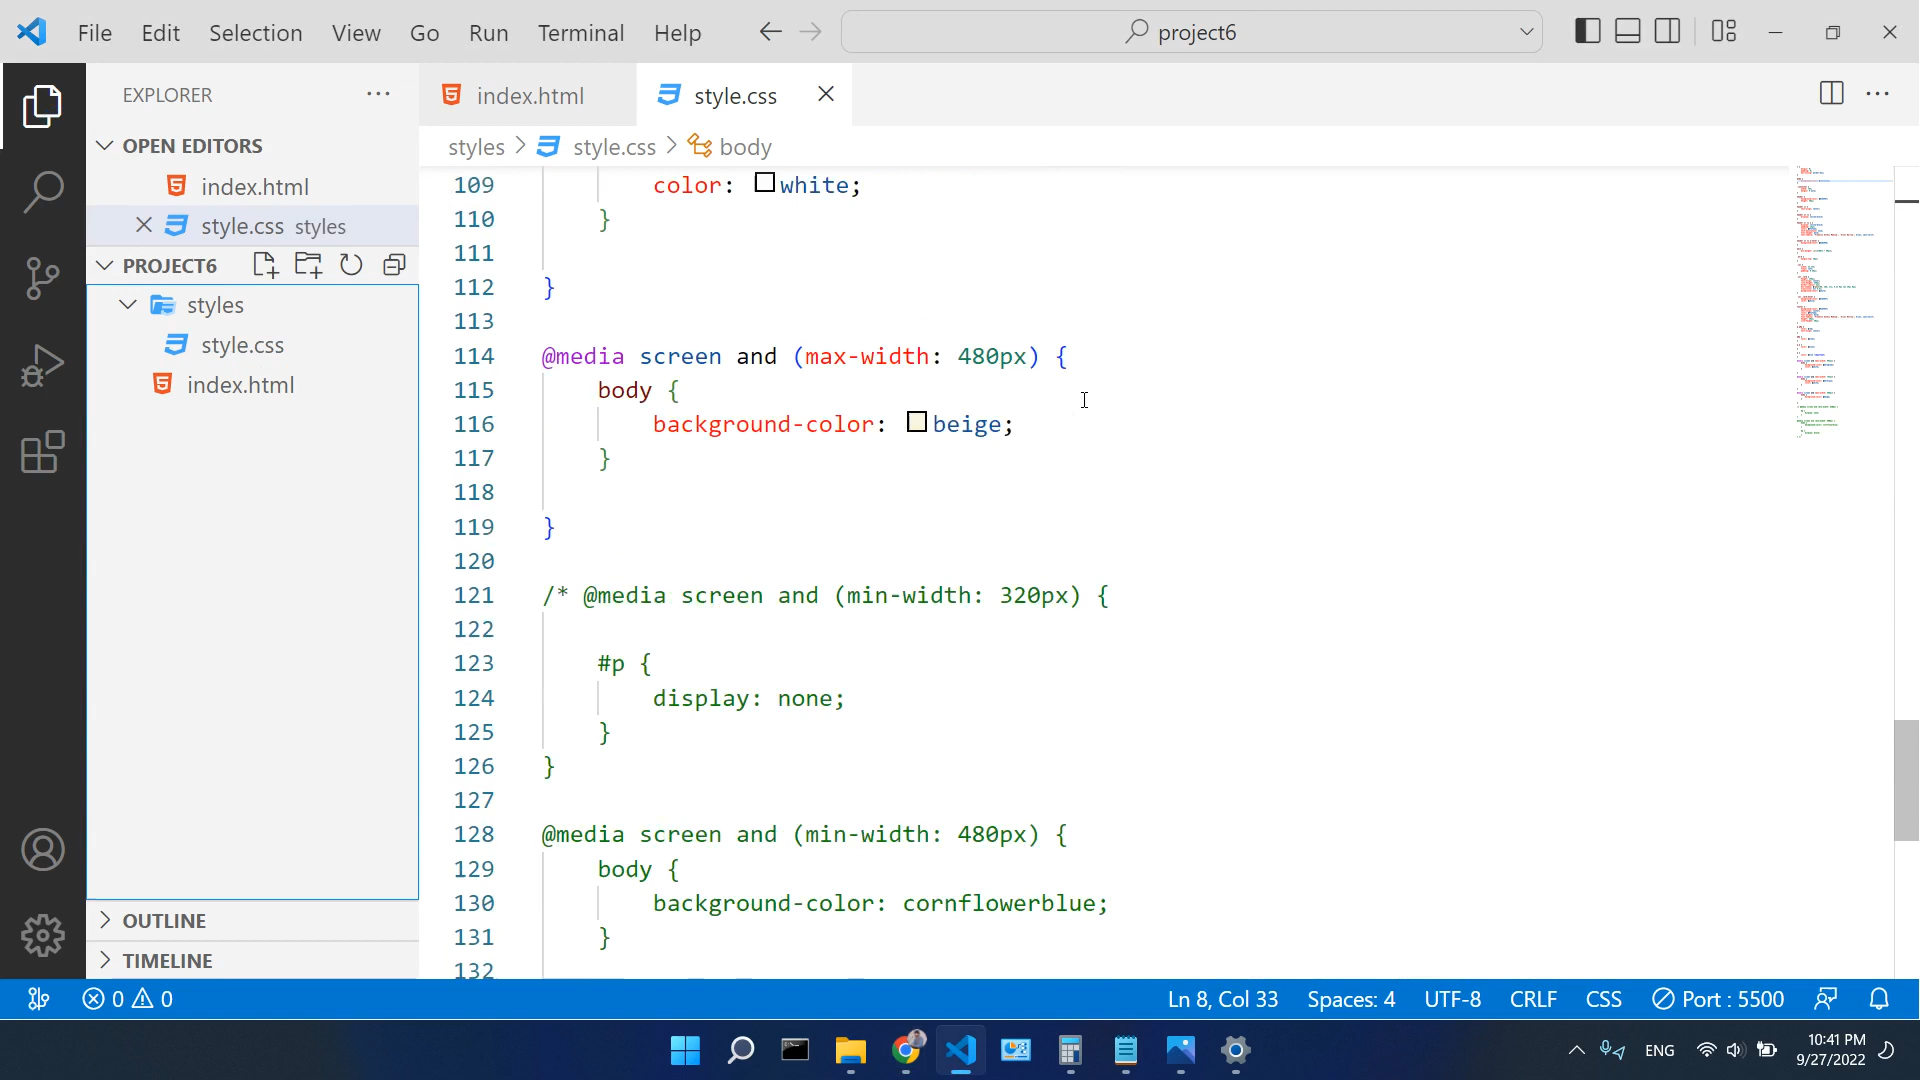 File Edit Selection View Go Run Terminal Help
project6
EXPLORER
index.html
style.css
OPEN EDITORS
index.html
style.css styles
PROJECT6
styles
style.css
index.html
OUTLINE
TIMELINE
styles > style.css > body
109 color: white;
110 }
111
112 }
113
114 @media screen and (max-width: 480px) {
115 body {
116 background-color: beige;
117 }
118
119 }
120
121 /* @media screen and (min-width: 320px) {
122
123 #p {
124 display: none;
125 }
126 }
127
128 @media screen and (min-width: 480px) {
129 body {
130 background-color: cornflowerblue;
131 }
132
0 0
Ln 8, Col 33 Spaces: 4 UTF-8 CRLF CSS Port : 5500
ENG
10:41 PM
9/27/2022